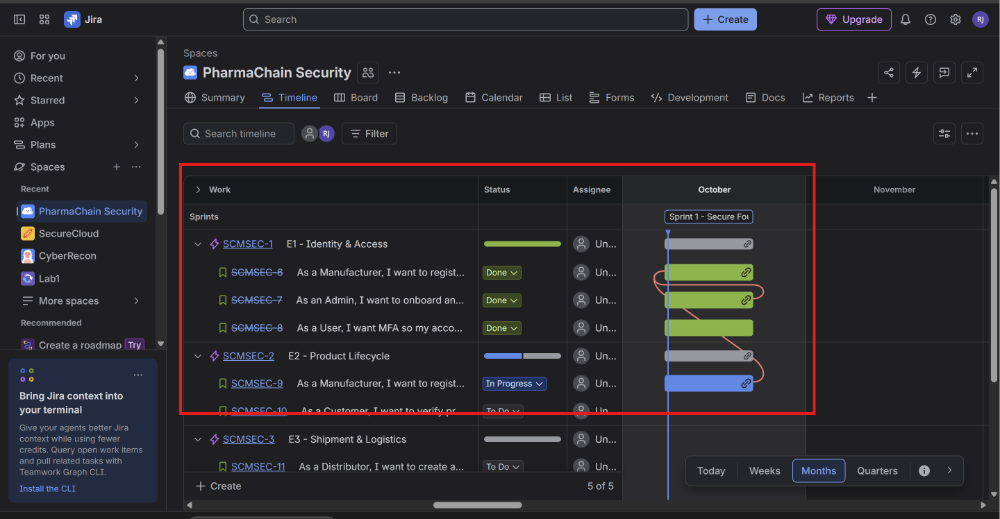 Jira
Search
Create
Upgrade
RJ
For you
Recent
Starred
Apps
Plans
Spaces
Recent
PharmaChain Security
SecureCloud
CyberRecon
Lab1
More spaces
Recommended
Create a roadmap Try
Bring Jira context into
your terminal
Give your agents better Jira
context while using fewer
credits. Query open work items
and pull related tasks with
Teamwork Graph CLI.
Install the CLI
Spaces
PharmaChain Security
Summary Timeline Board Backlog Calendar List Forms Development Docs Reports
Search timeline RJ Filter
Work Status Assignee October November
Sprints Sprint 1 - Secure Fou
SCMSEC-1 E1 - Identity & Access Un...
SCMSEC-6 As a Manufacturer, I want to regist... Done Un...
SCMSEC-7 As an Admin, I want to onboard an... Done Un...
SCMSEC-8 As a User, I want MFA so my acco... Done Un...
SCMSEC-2 E2 - Product Lifecycle Un...
SCMSEC-9 As a Manufacturer, I want to regist... In Progress Un...
SCMSEC-10 As a Customer, I want to verify pr... To Do Un...
SCMSEC-3 E3 - Shipment & Logistics Un...
SCMSEC-11 As a Distributor, I want to create a... To Do Un...
Create 5 of 5
Today Weeks Months Quarters